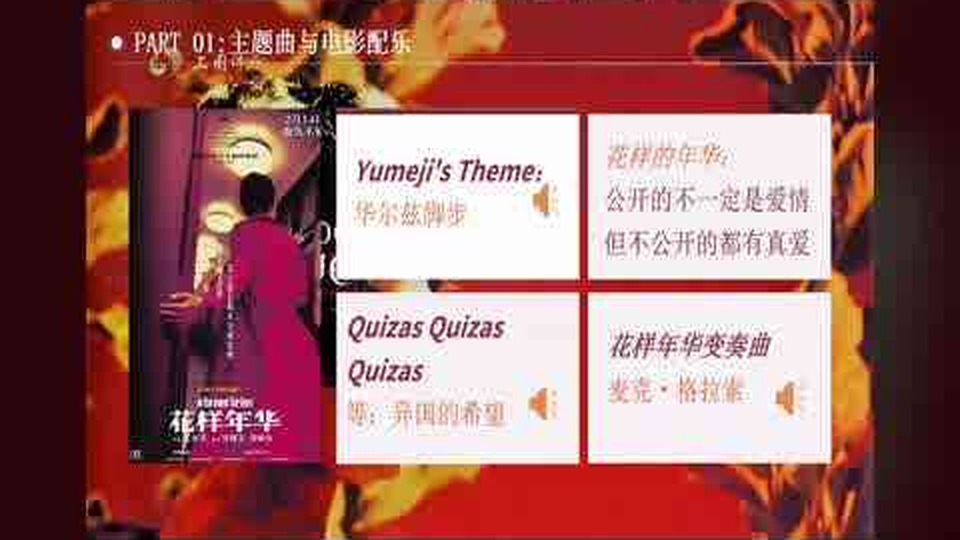 PART 01:主题曲与电影配乐
Yumeji's Theme:
华尔兹脚步
花样的年华:
公开的不一定是爱情
但不公开的都有真爱
Quizas Quizas
Quizas
等；异国的希望
花样年华变奏曲
麦克·格拉索
花样年华